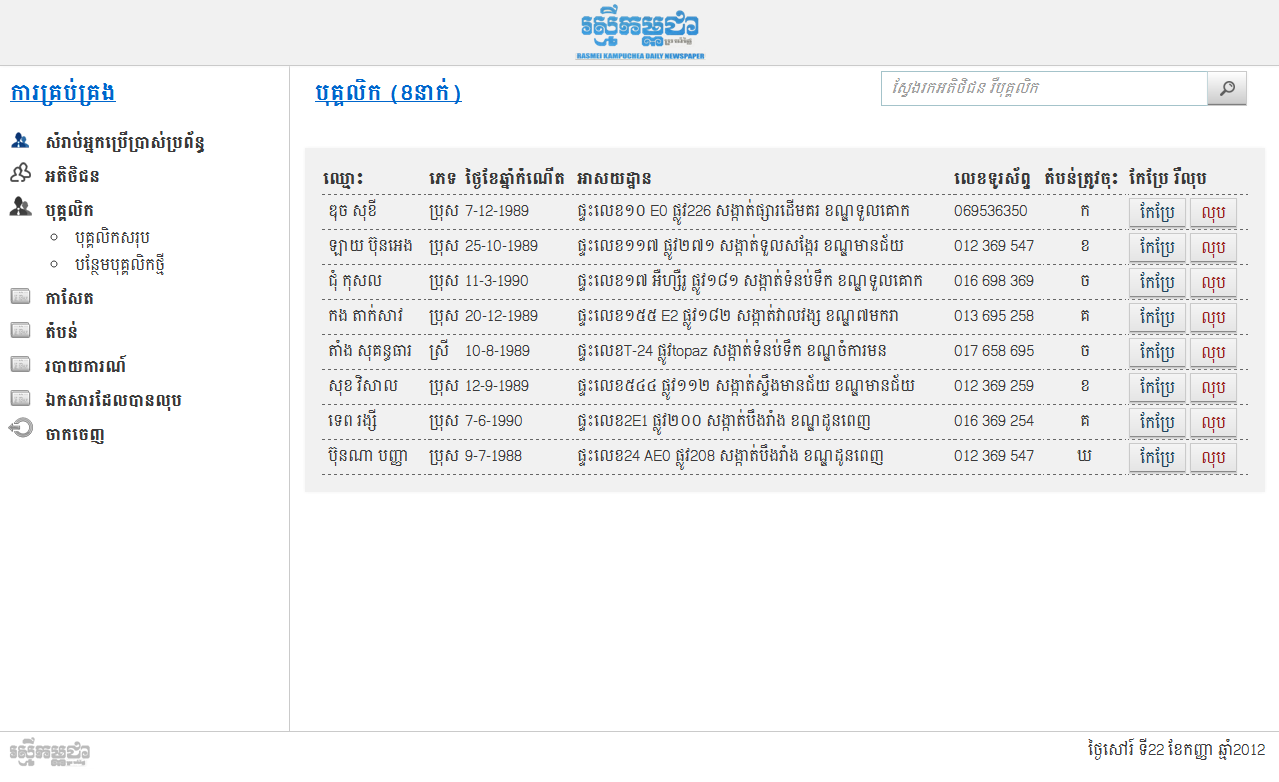 រស្មីកម្ពុជា
ប្រចាំថ្ងៃ
RASMEI KAMPUCHEA DAILY NEWSPAPER
ការគ្រប់គ្រង
សំរាប់អ្នកប្រើប្រាស់ប្រព័ន្ធ
អតិថិជន
បុគ្គលិក
បុគ្គលិកសរុប
បន្ថែមបុគ្គលិកថ្មី
កាសែត
តំបន់
របាយការណ៍
ឯកសារដែលបានលុប
ចាកចេញ
បុគ្គលិក (8នាក់)
ស្វែងរកអតិថិជន រឺបុគ្គលិក
ឈ្មោះ ភេទ ថ្ងៃខែឆ្នាំកំណើត អាសយដ្ឋាន លេខទូរស័ព្ទ តំបន់ត្រូវចុះ កែប្រែ រឺលុប
ឌុច សុខី ប្រុស 7-12-1989 ផ្ទះលេខ១០ E0 ផ្លូវ226 សង្កាត់ផ្សារដើមគរ ខណ្ឌទួលគោក 069536350 ក កែប្រែ លុប
ឡាយ ប៊ុនអេង ប្រុស 25-10-1989 ផ្ទះលេខ១១៧ ផ្លូវ២៧១ សង្កាត់ទួលសង្កែរ ខណ្ឌមានជ័យ 012 369 547 ខ កែប្រែ លុប
ជុំ កុសល ប្រុស 11-3-1990 ផ្ទះលេខ១៧ អឺហ្សឺរ៉ូ ផ្លូវ១៨១ សង្កាត់ទំនប់ទឹក ខណ្ឌទួលគោក 016 698 369 ច កែប្រែ លុប
កង តាក់សាវ ប្រុស 20-12-1989 ផ្ទះលេខ១៥៥ E2 ផ្លូវ១៨២ សង្កាត់វាលវង្ស ខណ្ឌ៧មករា 013 695 258 គ កែប្រែ លុប
តាំង សុគន្ធធារ ស្រី 10-8-1989 ផ្ទះលេខT-24 ផ្លូវtopaz សង្កាត់ទំនប់ទឹក ខណ្ឌចំការមន 017 658 695 ច កែប្រែ លុប
សុខ វិសាល ប្រុស 12-9-1989 ផ្ទះលេខ៥៤៤ ផ្លូវ១១២ សង្កាត់ស្ទឹងមានជ័យ ខណ្ឌមានជ័យ 012 369 259 ខ កែប្រែ លុប
ទេព រង្សី ប្រុស 7-6-1990 ផ្ទះលេខ2E1 ផ្លូវ២០០ សង្កាត់បឹងរាំង ខណ្ឌដូនពេញ 016 369 254 គ កែប្រែ លុប
ប៊ុនណា បញ្ញា ប្រុស 9-7-1988 ផ្ទះលេខ24 AE0 ផ្លូវ208 សង្កាត់បឹងរាំង ខណ្ឌដូនពេញ 012 369 547 ឃ កែប្រែ លុប
រស្មីកម្ពុជា
ថ្ងៃសៅរ៍ ទី22 ខែកញ្ញា ឆ្នាំ2012